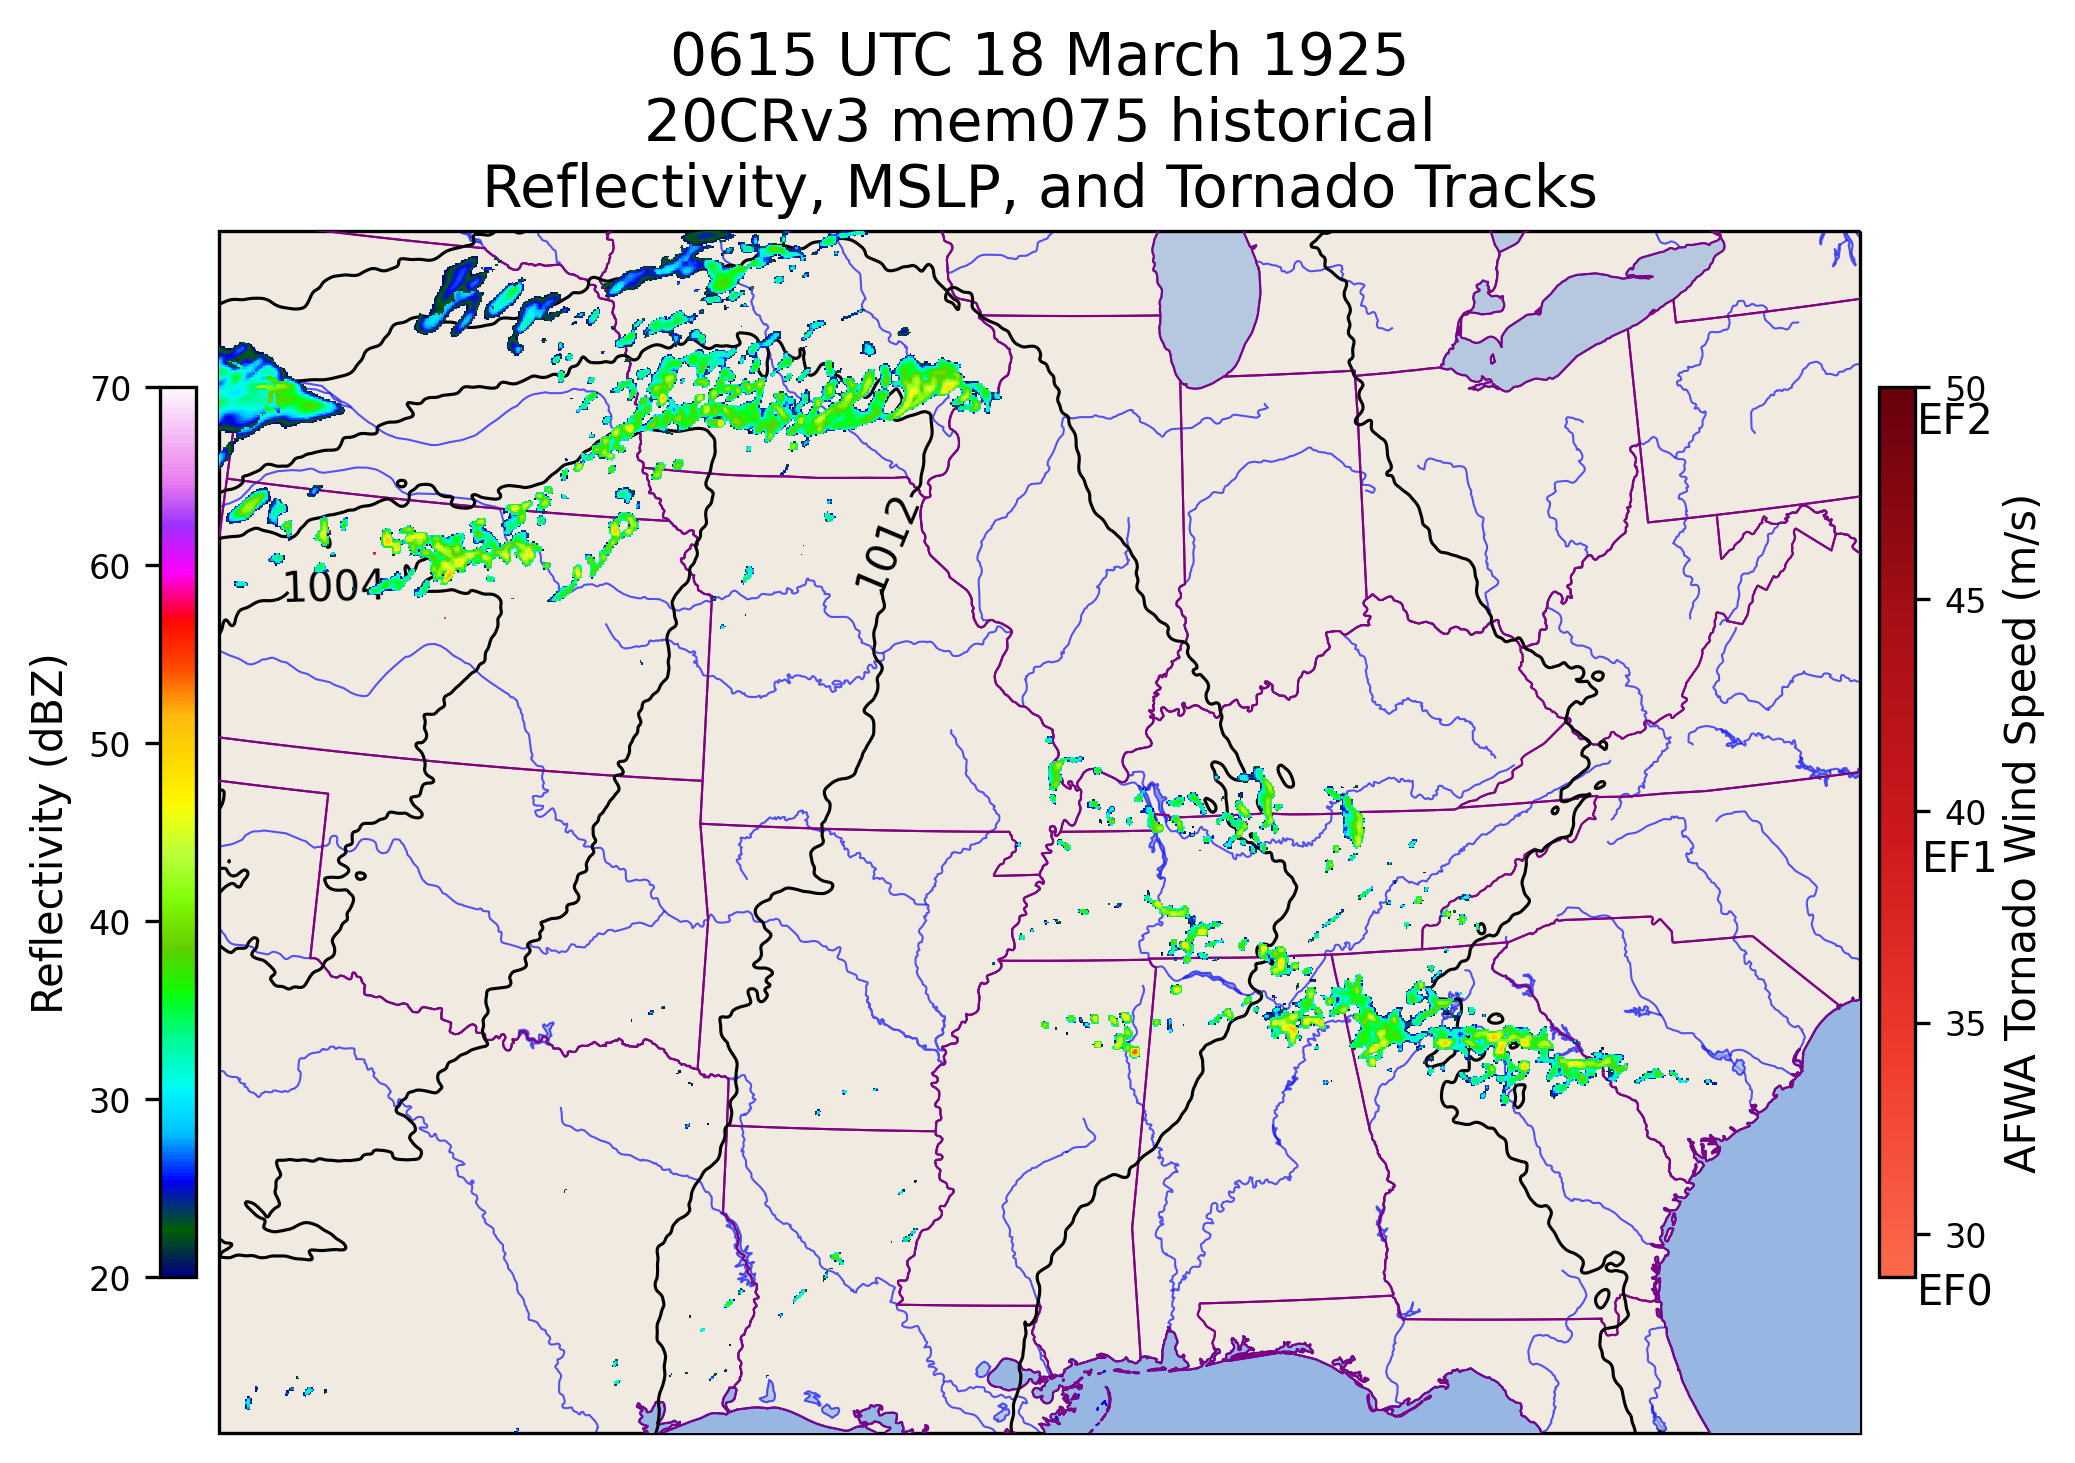 0615 UTC 18 March 1925
20CRv3 mem075 historical
Reflectivity, MSLP, and Tornado Tracks
70
60
50
40
30
20
Reflectivity (dBZ)
1004
1012
50
EF2
45
40
EF1
35
30
EF0
AFWA Tornado Wind Speed (m/s)